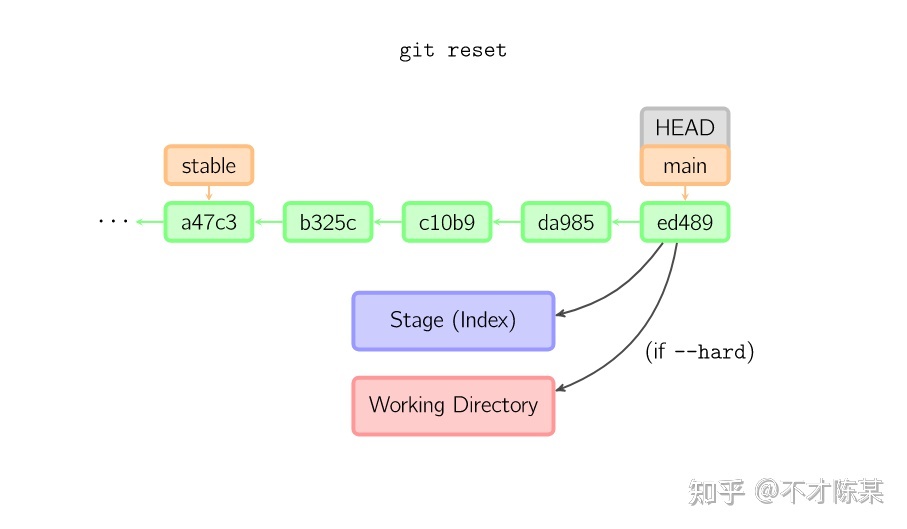 git reset
HEAD
stable
main
···
a47c3
b325c
c10b9
da985
ed489
Stage (Index)
(if --hard)
Working Directory
知乎 @不才陈某